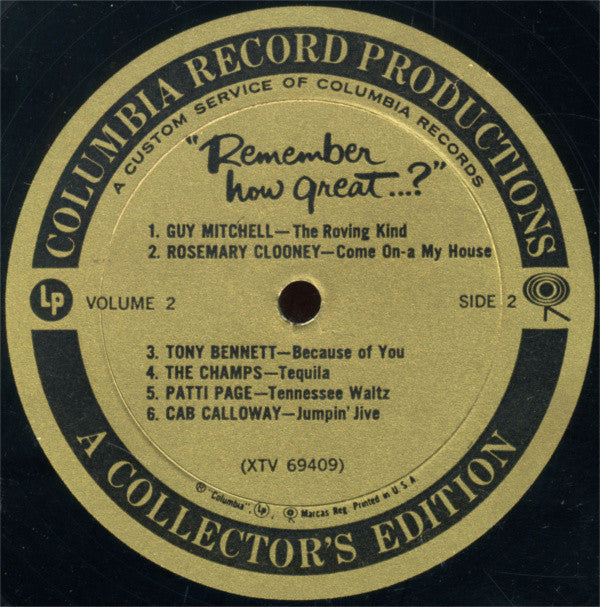 COLUMBIA RECORD PRODUCTIONS
A CUSTOM SERVICE OF COLUMBIA RECORDS
"Remember
how great...?"
1. GUY MITCHELL—The Roving Kind
2. ROSEMARY CLOONEY—Come On-a My House
Lp VOLUME 2 SIDE 2
3. TONY BENNETT—Because of You
4. THE CHAMPS—Tequila
5. PATTI PAGE—Tennessee Waltz
6. CAB CALLOWAY—Jumpin' Jive
(XTV 69409)
® "Columbia", Lp, Marcas Reg. Printed in U.S.A.
A COLLECTOR'S EDITION